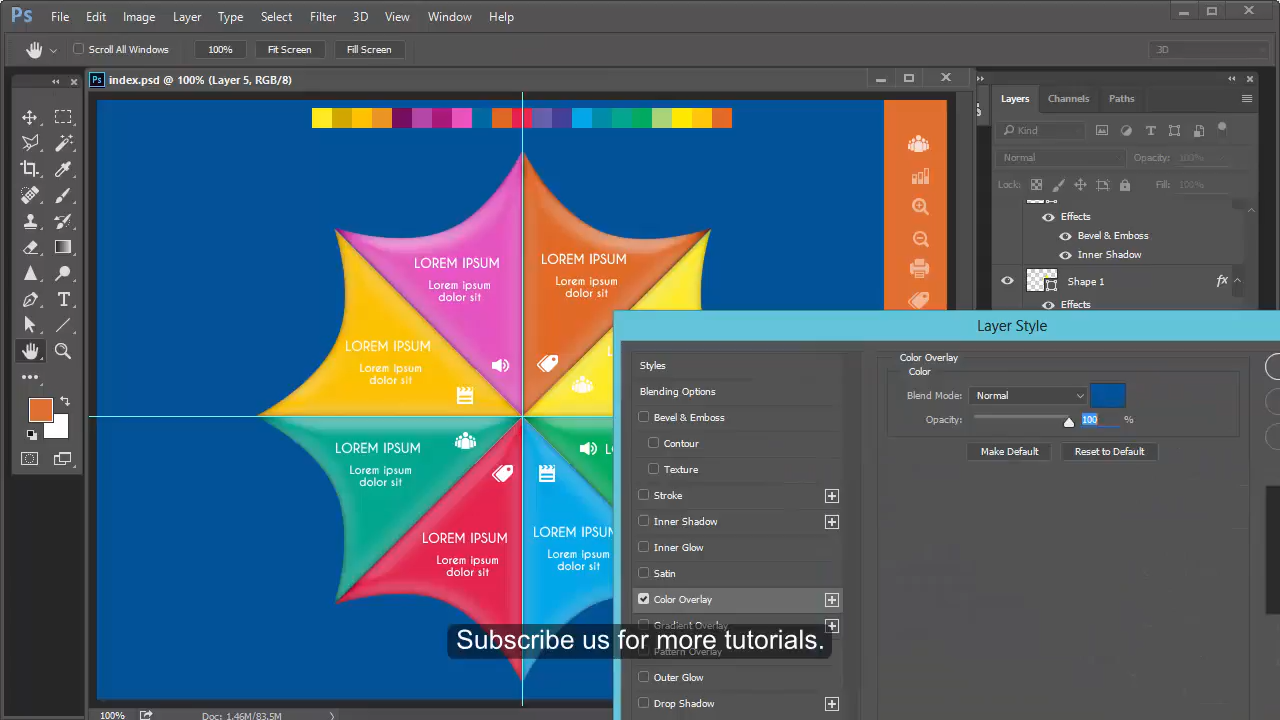 Ps File Edit Image Layer Type Select Filter 3D View Window Help
Scroll All Windows 100% Fit Screen Fill Screen 3D
Ps index.psd @ 100% (Layer 5, RGB/8)
Layers Channels Paths
Kind
Normal Opacity: 100%
Lock: Fill: 100%
Effects
Bevel & Emboss
Inner Shadow
Shape 1 fx
Effects
LOREM IPSUM
Lorem ipsum
dolor sit
LOREM IPSUM
Lorem ipsum
dolor sit
LOREM IPSUM
Lorem ipsum
dolor sit
LOREM IPSUM
Lorem ipsum
dolor sit
LOREM IPSUM
Lorem ipsum
dolor sit
LOREM IPSUM
Lorem ipsum
dolor sit
Layer Style
Styles
Blending Options
Bevel & Emboss
Contour
Texture
Stroke
Inner Shadow
Inner Glow
Satin
Color Overlay
Gradient Overlay
Pattern Overlay
Outer Glow
Drop Shadow
Color Overlay
Color
Blend Mode: Normal
Opacity: 100 %
Make Default Reset to Default
Subscribe us for more tutorials.
100% Doc: 1.46M/83.5M